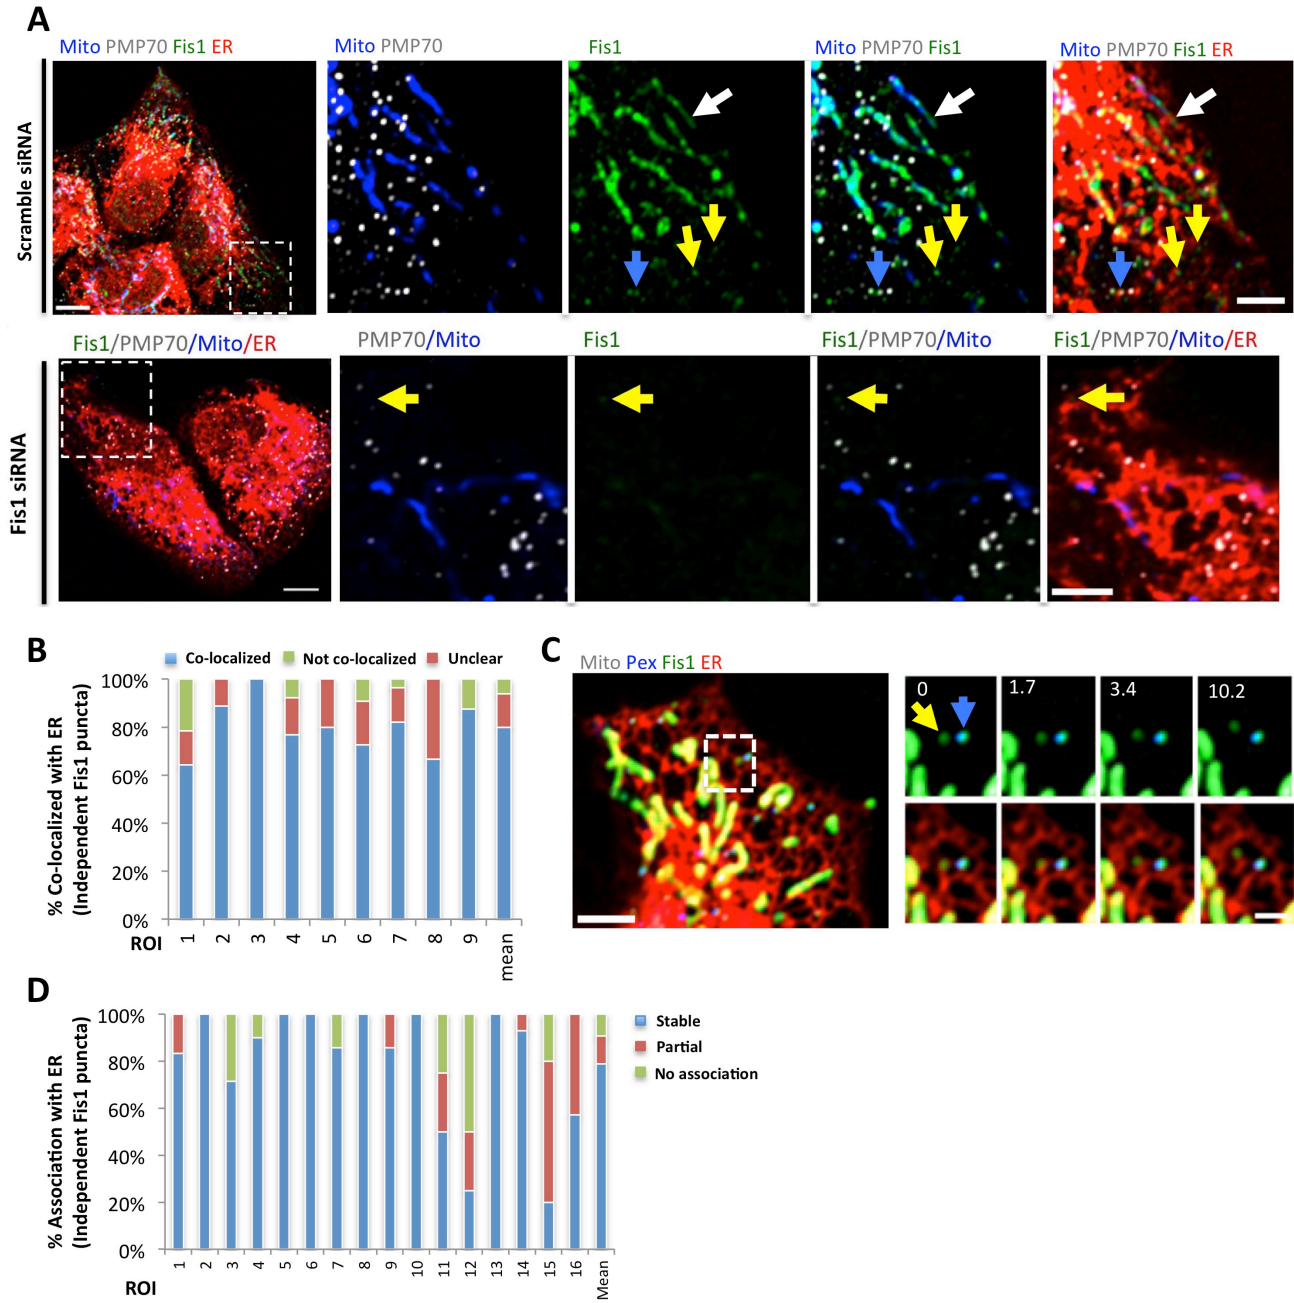 A
Mito PMP70 Fis1 ER
Mito PMP70
Fis1
Mito PMP70 Fis1
Mito PMP70 Fis1 ER
Scramble siRNA
Fis1/PMP70/Mito/ER
PMP70/Mito
Fis1
Fis1/PMP70/Mito
Fis1/PMP70/Mito/ER
Fis1 siRNA
B
Co-localized
Not co-localized
Unclear
% Co-localized with ER
(Independent Fis1 puncta)
100%
80%
60%
40%
20%
0%
ROI
1
2
3
4
5
6
7
8
9
mean
C
Mito Pex Fis1 ER
0
1.7
3.4
10.2
D
% Association with ER
(Independent Fis1 puncta)
100%
80%
60%
40%
20%
0%
ROI
1
2
3
4
5
6
7
8
9
10
11
12
13
14
15
16
Mean
Stable
Partial
No association